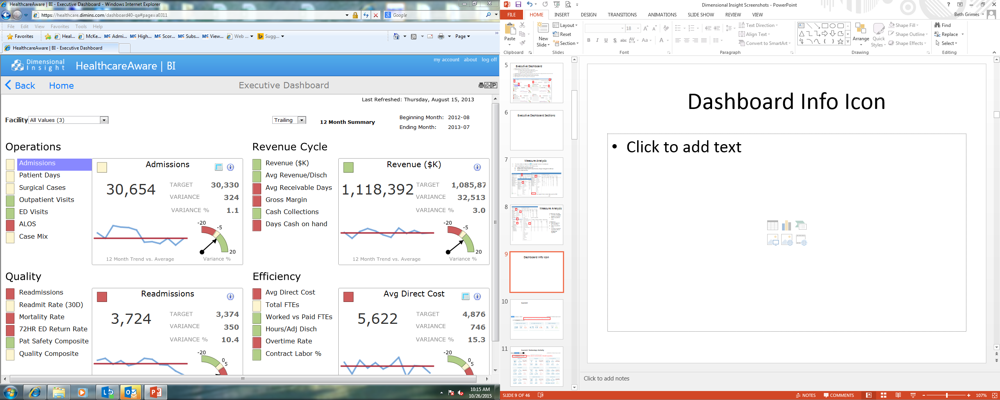 HealthcareAware | BI - Executive Dashboard - Windows Internet Explorer
https://healthcare.dimins.com/dashboard40-qa#page=a0311
Google
File Edit View Favorites Tools Help
Favorites Heal... McKe... MC Admi... MC High... MC Scor... MC Subs... MC View... Web ... Sugg... Page
HealthcareAware | BI - Executive Dashboard
my account about log off
Dimensional Insight HealthcareAware | BI
Back Home Executive Dashboard
Last Refreshed: Thursday, August 15, 2013
Facility All Values (3) Trailing 12 Month Summary
Beginning Month: 2012-08
Ending Month: 2013-07
Operations
Admissions
Patient Days
Surgical Cases
Outpatient Visits
ED Visits
ALOS
Case Mix
Admissions
30,654
TARGET 30,330
VARIANCE 324
VARIANCE % 1.1
-20 -5 20
12 Month Trend vs. Average Variance %
Revenue Cycle
Revenue ($K)
Avg Revenue/Disch
Avg Receivable Days
Gross Margin
Cash Collections
Days Cash on hand
Revenue ($K)
1,118,392
TARGET 1,085,87
VARIANCE 32,513
VARIANCE % 3.0
-20 -5 20
12 Month Trend vs. Average Variance %
Quality
Readmissions
Readmit Rate (30D)
Mortality Rate
72HR ED Return Rate
Pat Safety Composite
Quality Composite
Readmissions
3,724
TARGET 3,374
VARIANCE 350
VARIANCE % 10.4
-20 0 5
Efficiency
Avg Direct Cost
Total FTEs
Worked vs Paid FTEs
Hours/Adj Disch
Overtime Rate
Contract Labor %
Avg Direct Cost
5,622
TARGET 4,876
VARIANCE 746
VARIANCE % 15.3
-20 0 5
10:15 AM
10/26/2015
Dimensional Insight Screenshots - PowerPoint
FILE HOME INSERT DESIGN TRANSITIONS ANIMATIONS SLIDE SHOW REVIEW VIEW Beth Grimes
Paste
New Slide
Layout
Reset
Section
18
B I U S abc AV Aa A
Text Direction
Align Text
Convert to SmartArt
Arrange
Quick Styles
Shape Fill
Shape Outline
Shape Effects
Find
Replace
Select
Clipboard Slides Font Paragraph Drawing Editing
5
Executive Dashboard
6
Executive Dashboard Sections
7
Measure Analysis
8
Measure Analysis
9
Dashboard Info Icon
10
Current
11
Current- Yesterdays Activity
Dashboard Info Icon
• Click to add text
Click to add notes
SLIDE 9 OF 46 NOTES COMMENTS 107%